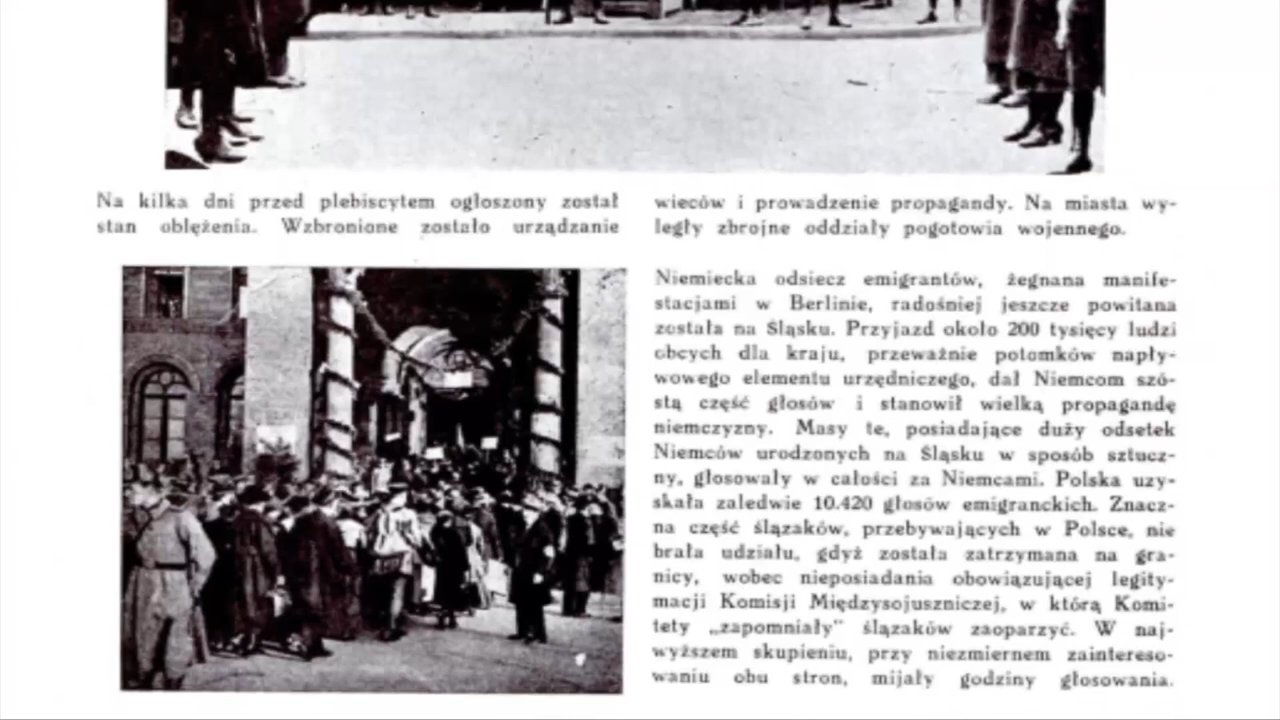 Na kilka dni przed plebiscytem ogłoszony został
stan oblężenia. Wzbronione zostało urządzanie
wieców i prowadzenie propagandy. Na miasta wy-
legły zbrojne oddziały pogotowia wojennego.
Niemiecka odsiecz emigrantów, żegnana manife-
stacjami w Berlinie, radośniej jeszcze powitana
została na Śląsku. Przyjazd około 200 tysięcy ludzi
obcych dla kraju, przeważnie potomków napły-
wowego elementu urzędniczego, dał Niemcom szó-
stą część głosów i stanowił wielką propagandę
niemczyzny. Masy te, posiadające duży odsetek
Niemców urodzonych na Śląsku w sposób sztucz-
ny, głosowały w całości za Niemcami. Polska uzy-
skała zaledwie 10.420 głosów emigranckich. Znacz-
na część ślązaków, przebywających w Polsce, nie
brała udziału, gdyż została zatrzymana na gra-
nicy, wobec nieposiadania obowiązującej legity-
macji Komisji Międzysojuszniczej, w którą Komi-
tety „zapomniały" ślązaków zaoparzyć. W naj-
wyższem skupieniu, przy niezmiernem zaintereso-
waniu obu stron, mijały godziny głosowania.